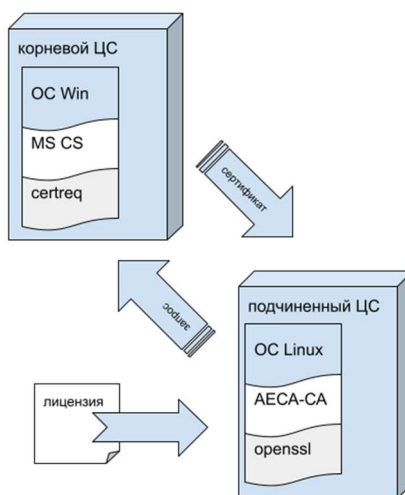 корневой ЦС
ОС Win
MS CS
certreq
сертификат
запрос
подчиненный ЦС
ОС Linux
AECA-CA
openssl
лицензия